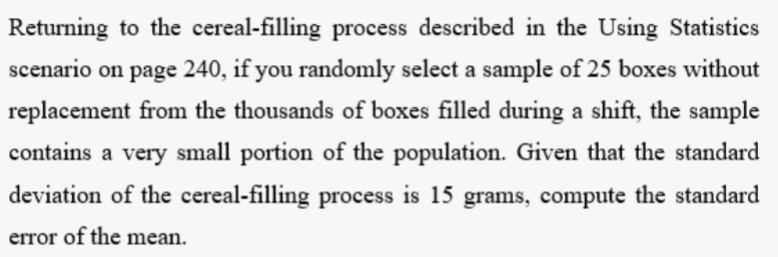 Returning to the cereal-filling process described in the Using Statistics
scenario on page 240, if you randomly select a sample of 25 boxes without
replacement from the thousands of boxes filled during a shift, the sample
contains a very small portion of the population. Given that the standard
deviation of the cereal-filling process is 15 grams, compute the standard
error of the mean.